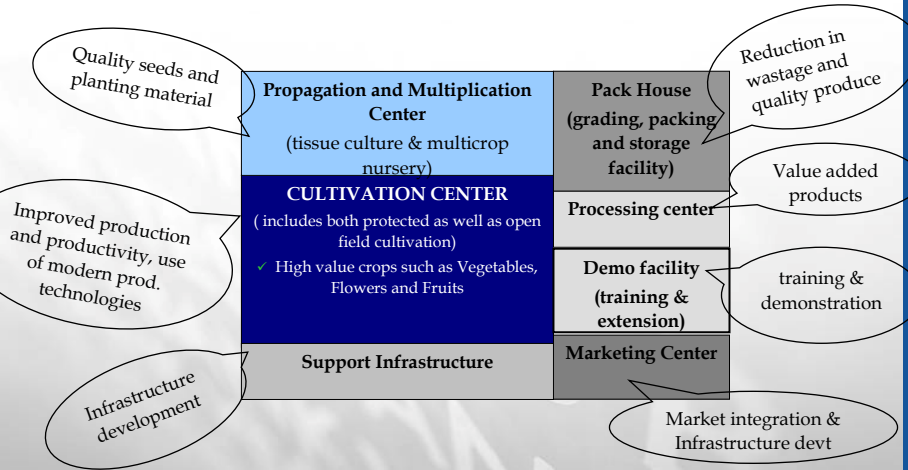 Quality seeds and
planting material
Propagation and Multiplication
Center
(tissue culture & multicrop
nursery)
Pack House
(grading, packing
and storage
facility)
Reduction in
wastage and
quality produce
CULTIVATION CENTER
( includes both protected as well as open
field cultivation)
✓ High value crops such as Vegetables,
Flowers and Fruits
Improved production
and productivity, use
of modern prod.
technologies
Processing center
Value added
products
Demo facility
(training &
extension)
training &
demonstration
Support Infrastructure
Marketing Center
Infrastructure
development
Market integration &
Infrastructure devt